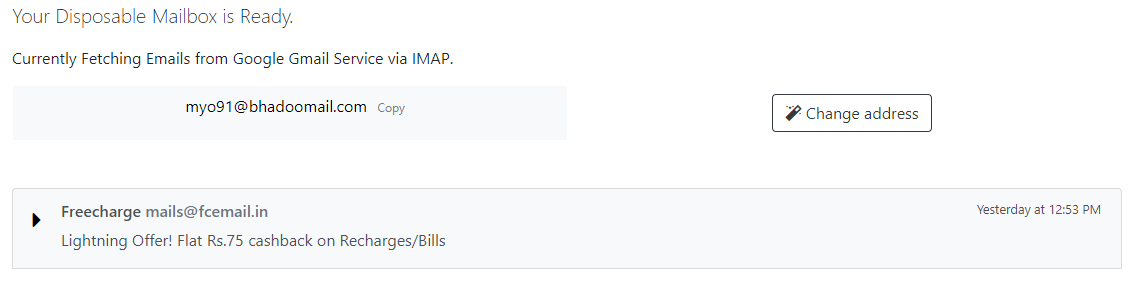 Your Disposable Mailbox is Ready.
Currently Fetching Emails from Google Gmail Service via IMAP.
myo91@bhadoomail.com Copy
Change address
Freecharge mails@fcemail.in
Yesterday at 12:53 PM
Lightning Offer! Flat Rs.75 cashback on Recharges/Bills